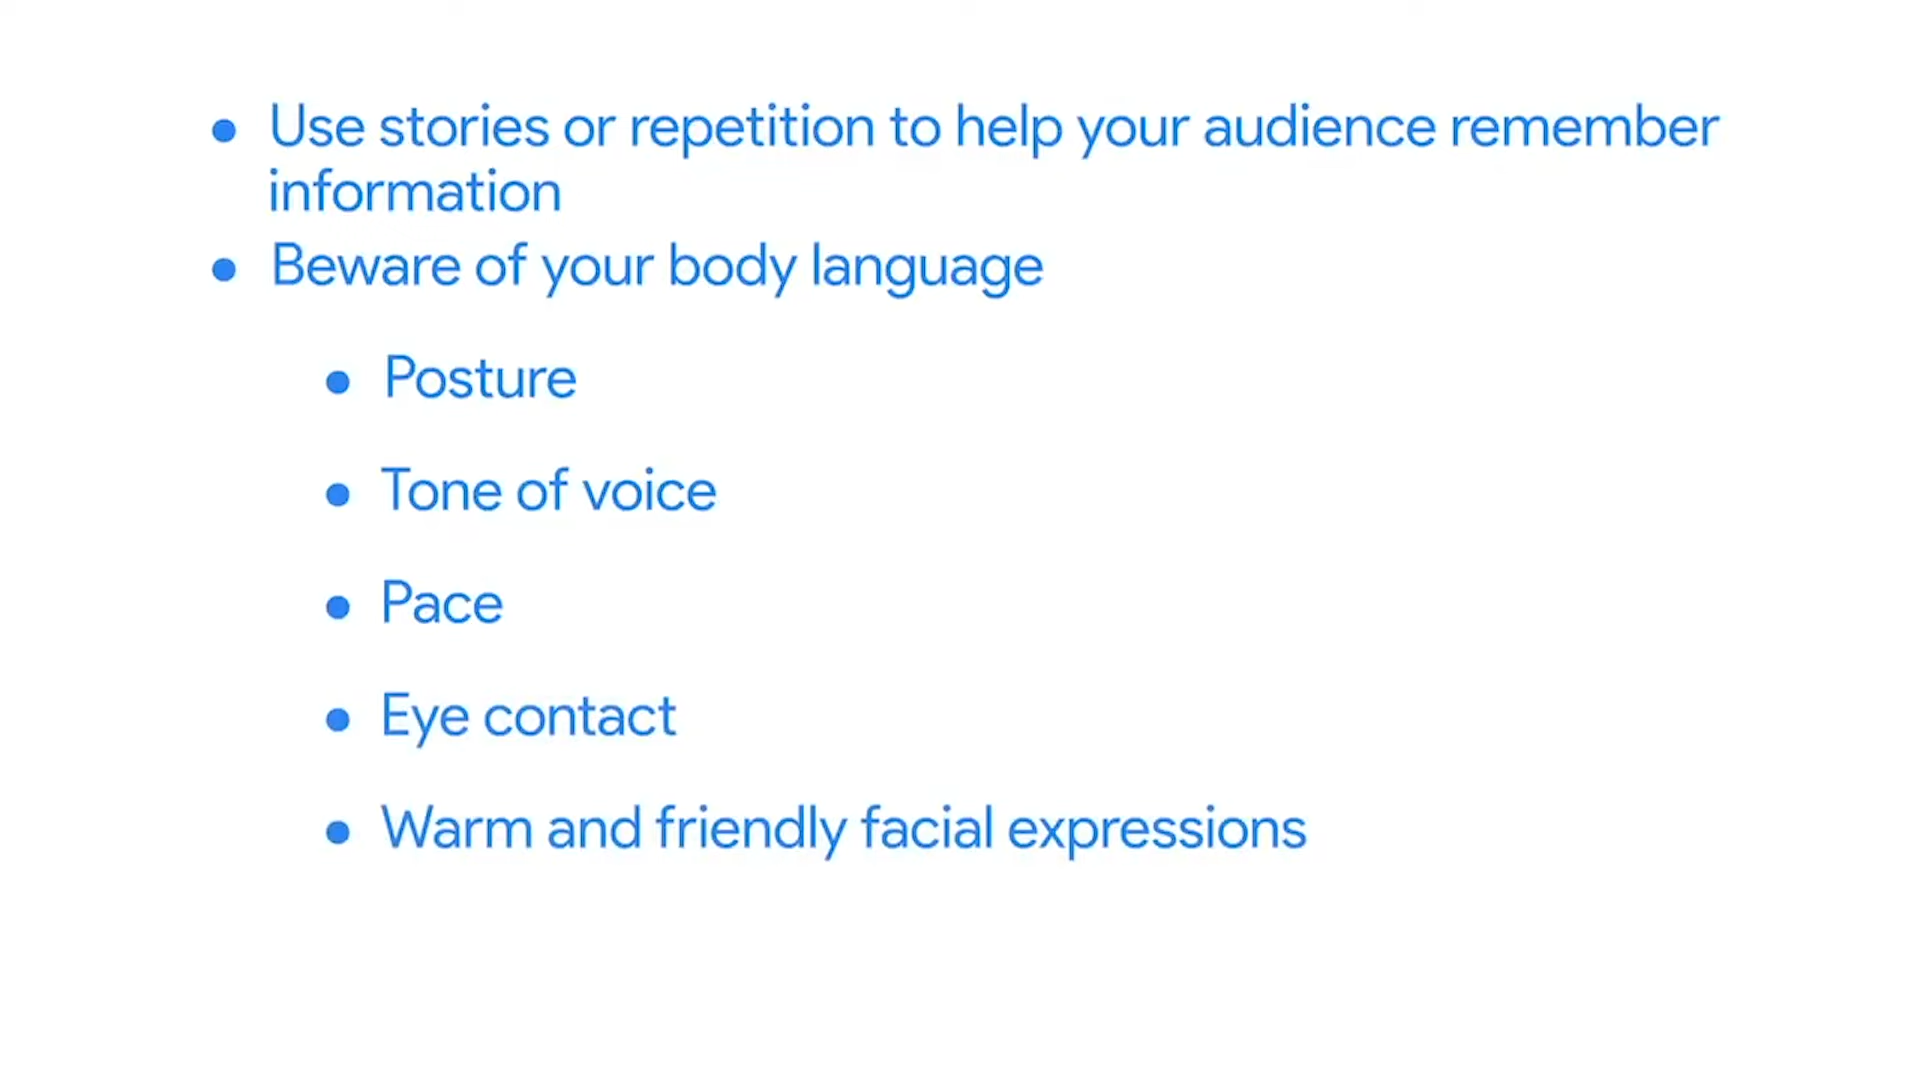 ● Use stories or repetition to help your audience remember
information
● Beware of your body language
● Posture
● Tone of voice
● Pace
● Eye contact
● Warm and friendly facial expressions